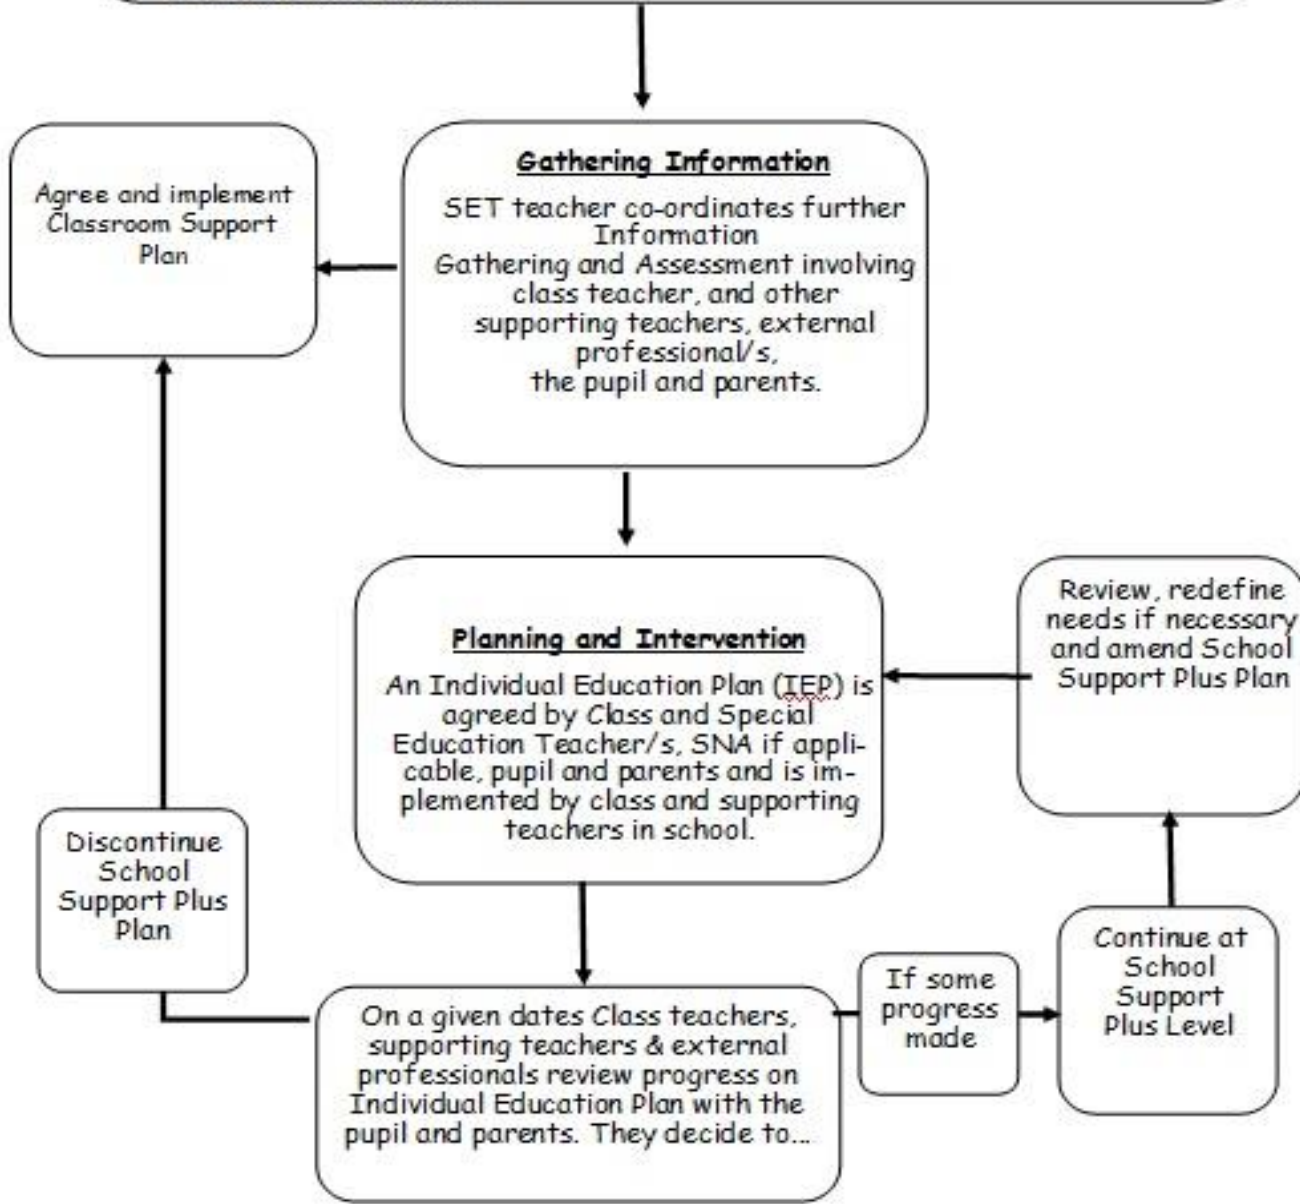 Agree and implement
Classroom Support
Plan
Gathering Information
SET teacher co-ordinates further
Information
Gathering and Assessment involving
class teacher, and other
supporting teachers, external
professional/s,
the pupil and parents.
Planning and Intervention
An Individual Education Plan (IEP) is
agreed by Class and Special
Education Teacher/s, SNA if appli-
cable, pupil and parents and is im-
plemented by class and supporting
teachers in school.
Review, redefine
needs if necessary
and amend School
Support Plus Plan
Discontinue
School
Support Plus
Plan
On a given dates Class teachers,
supporting teachers & external
professionals review progress on
Individual Education Plan with the
pupil and parents. They decide to...
If some
progress
made
Continue at
School
Support
Plus Level